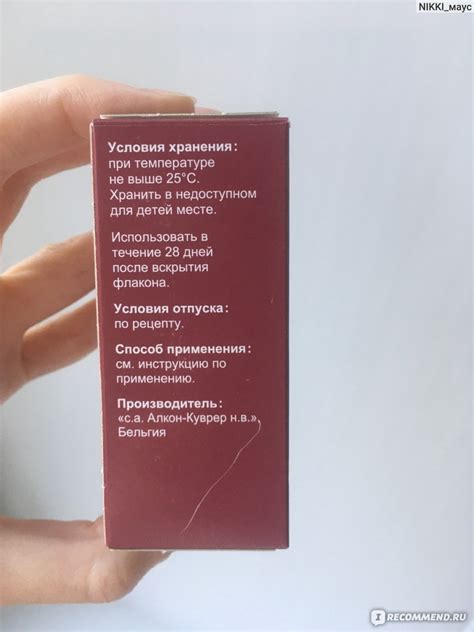 NIKKI_маус
Условия хранения:
при температуре
не выше 25°С.
Хранить в недоступном
для детей месте.
Использовать в
течение 28 дней
после вскрытия
флакона.
Условия отпуска:
по рецепту.
Способ применения:
см. инструкцию по
применению.
Производитель:
«с.а. Алкон-Куврер н.в.»,
Бельгия
IRECOMMEND.RU